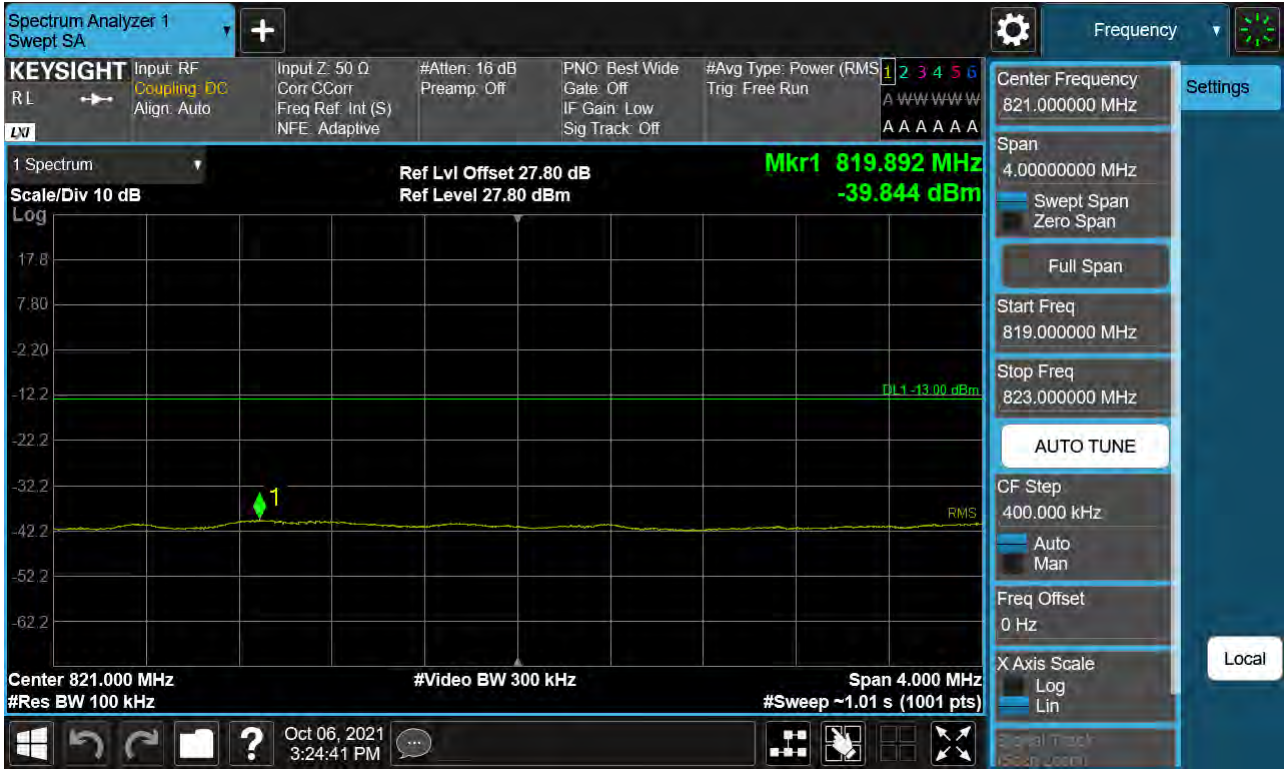 Spectrum Analyzer 1
Swept SA
+
Frequency
KEYSIGHT
RL
LXI
Input: RF
Coupling: DC
Align: Auto
Input Z: 50 Ω
Corr CCorr
Freq Ref: Int (S)
NFE: Adaptive
#Atten: 16 dB
Preamp: Off
PNO: Best Wide
Gate: Off
IF Gain: Low
Sig Track: Off
#Avg Type: Power (RMS
Trig: Free Run
1 2 3 4 5 6
A W W W W W
A A A A A A
1 Spectrum
Scale/Div 10 dB
Log
Ref Lvl Offset 27.80 dB
Ref Level 27.80 dBm
Mkr1 819.892 MHz
-39.844 dBm
17.8
7.80
-2.20
-12.2
-22.2
-32.2
-42.2
-52.2
-62.2
DL1 -13.00 dBm
1
RMS
Center 821.000 MHz
#Res BW 100 kHz
#Video BW 300 kHz
Span 4.000 MHz
#Sweep ~1.01 s (1001 pts)
Center Frequency
821.000000 MHz
Settings
Span
4.00000000 MHz
Swept Span
Zero Span
Full Span
Start Freq
819.000000 MHz
Stop Freq
823.000000 MHz
AUTO TUNE
CF Step
400.000 kHz
Auto
Man
Freq Offset
0 Hz
X Axis Scale
Log
Lin
Local
Signal Track
(Span Zoom)
?
Oct 06, 2021
3:24:41 PM